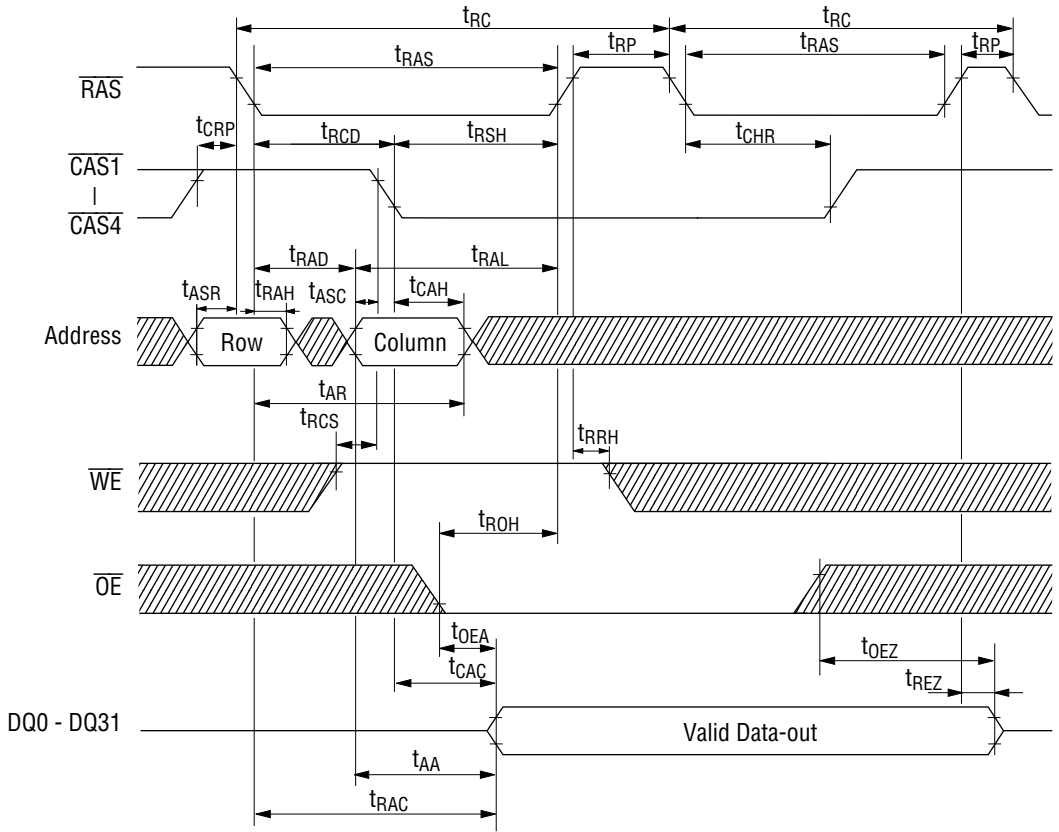 tRC tRC
tRP tRP
tRAS tRAS
RAS
tCRP tRCD tRSH tCHR
CAS1
|
CAS4
tRAD tRAL
tASR tRAH tASC tCAH
Address Row Column
tAR
tRCS tRRH
WE
tROH
OE
tOEA tOEZ
tCAC tREZ
DQ0 - DQ31 Valid Data-out
tAA
tRAC